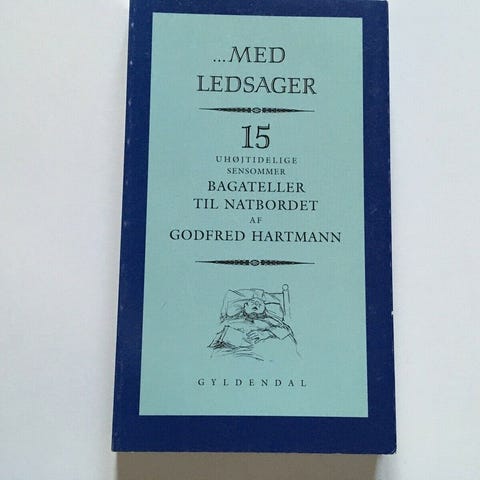 ...MED
LEDSAGER
15
UHØJTIDELIGE
SENSOMMER
BAGATELLER
TIL NATBORDET
AF
GODFRED HARTMANN
GYLDENDAL